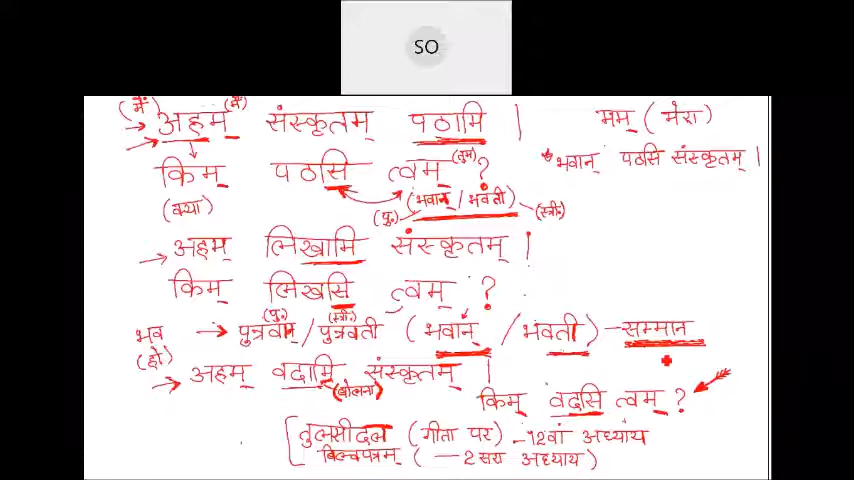 SO
(मैं) (मैं)
अहम् संस्कृतम् पठामि | मम् (मेरा)
किम् पठसि त्वम् (तुम) ? भवान् पठसि संस्कृतम् |
(क्या) (पु॰) (भवान् / भवती) (स्त्री॰)
अहम् लिखामि संस्कृतम् |
किम् लिखसि त्वम् ?
(पु॰) (स्त्री॰)
भव → पुत्रवान् / पुत्रवती (भवान् / भवती) – सम्मान
(हो)
अहम् वदामि संस्कृतम् |
(बोलना)
किम् वदसि त्वम् ?
तुलसीदल (गीता पर) – 12वां अध्याय
बिल्वपत्रम् ( — 2सरा अध्याय)